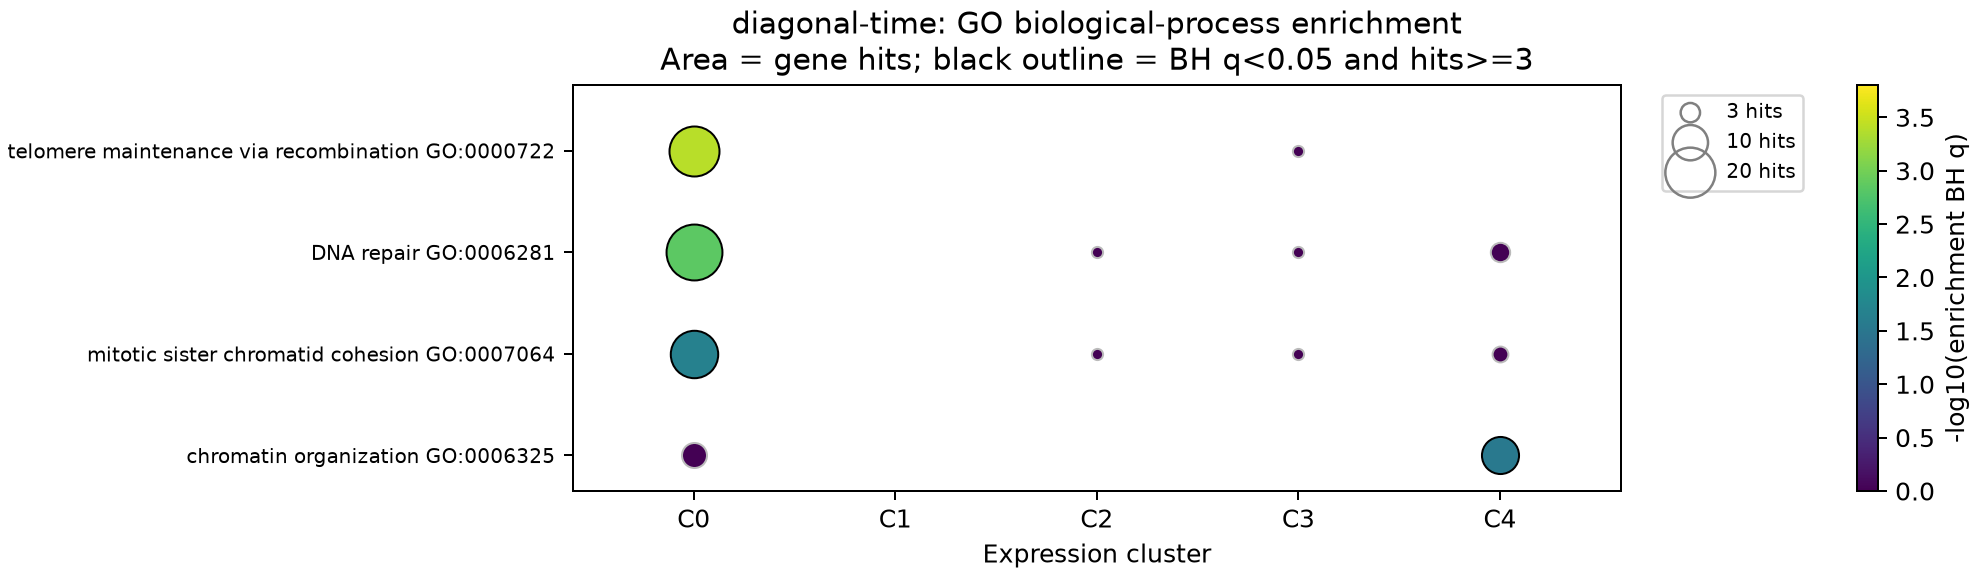 diagonal-time: GO biological-process enrichment
Area = gene hits; black outline = BH q<0.05 and hits>=3
telomere maintenance via recombination GO:0000722
DNA repair GO:0006281
mitotic sister chromatid cohesion GO:0007064
chromatin organization GO:0006325
C0
C1
C2
C3
C4
Expression cluster
3 hits
10 hits
20 hits
3.5
3.0
2.5
2.0
1.5
1.0
0.5
0.0
-log10(enrichment BH q)